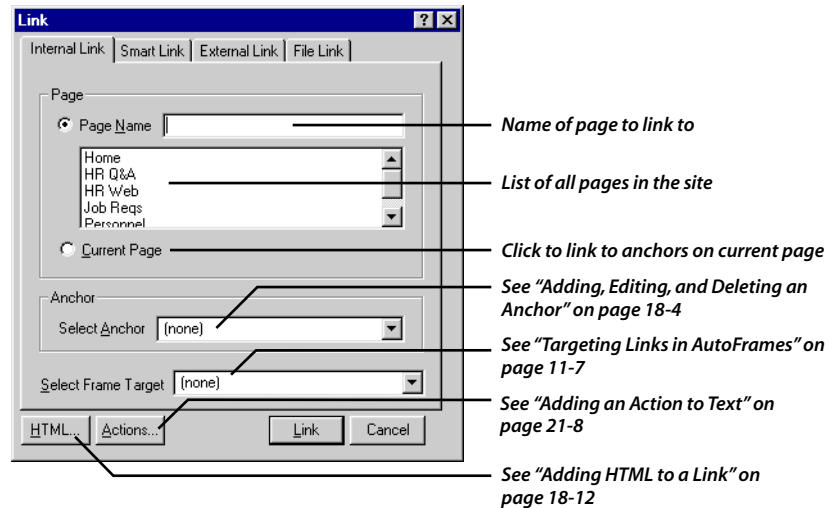 Link
Internal Link Smart Link External Link File Link
Page
Page Name
Name of page to link to
Home
HR Q&A
HR Web
Job Reqs
Personnel
List of all pages in the site
Current Page
Click to link to anchors on current page
Anchor
Select Anchor (none)
See “Adding, Editing, and Deleting an
Anchor” on page 18-4
Select Frame Target (none)
See “Targeting Links in AutoFrames” on
page 11-7
HTML... Actions... Link Cancel
See “Adding an Action to Text” on
page 21-8
See “Adding HTML to a Link” on
page 18-12